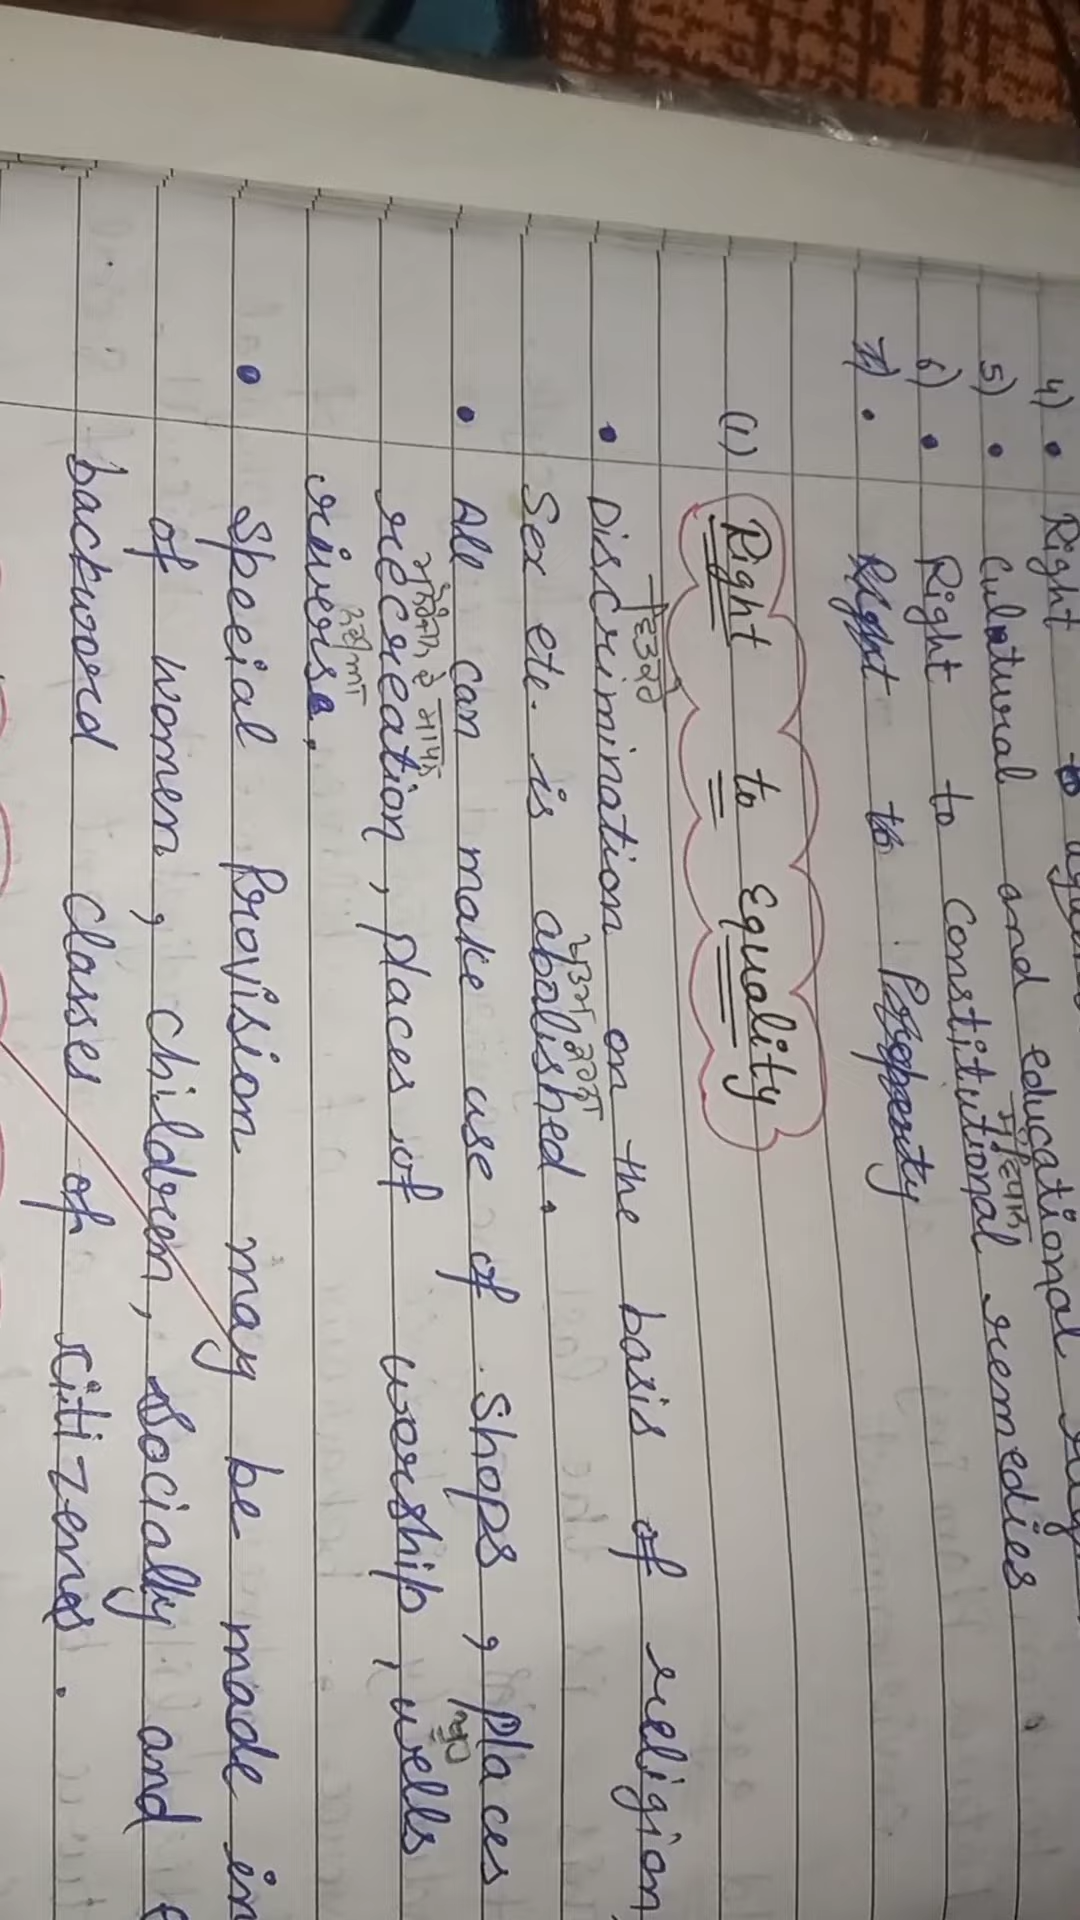 4) • Right
5) • Culatural and educational
6) • Right to Constitutional remedies
7) • Right to Property
(1) Right to Equality
• Discrimination on the basis of religion
Sex etc. is abolished.
• All can make use of Shops, places
recreation, places of worship, wells
rivers.
• Special Provision may be made in
of women, children, Socially and
backword classes of citizens.